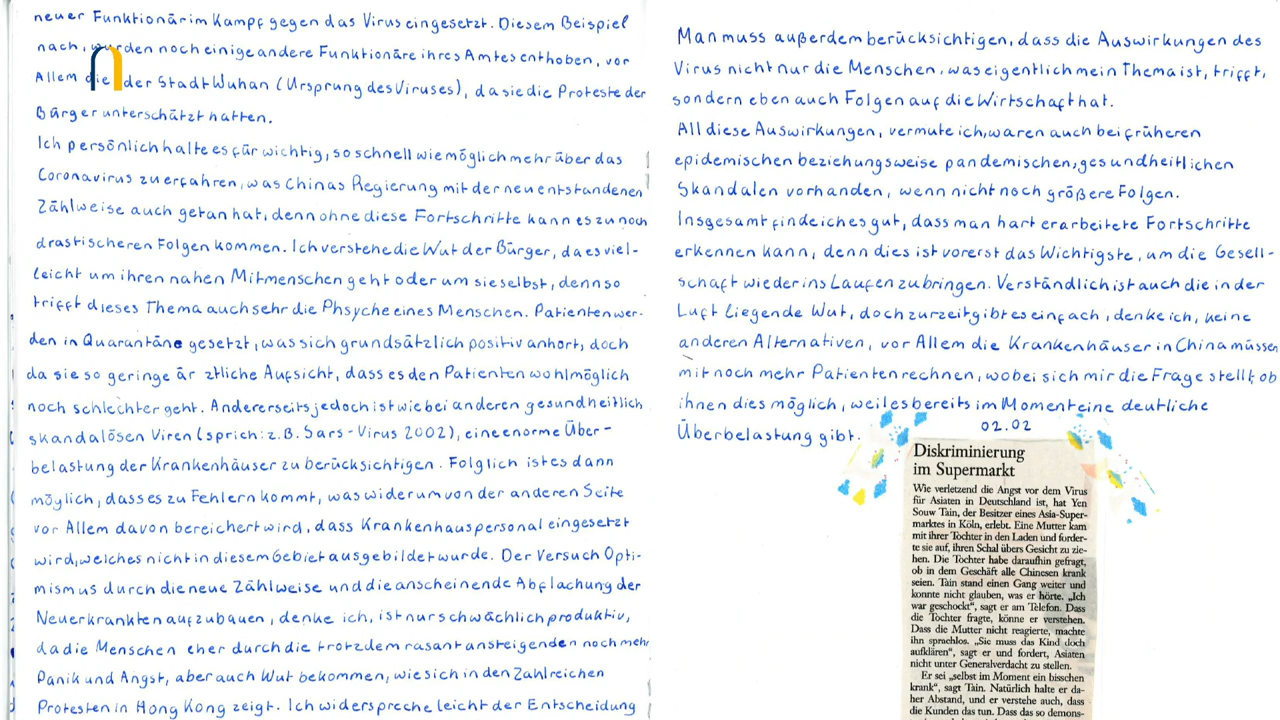 neuer Funktionär im Kampf gegen das Virus eingesetzt. Diesem Beispiel
nach, wurden noch einige andere Funktionäre ihres Amtes enthoben, vor
Allem die der Stadt Wuhan (Ursprung des Viruses), da sie die Proteste der
Bürger unterschätzt hatten.
Ich persönlich halte es für wichtig, so schnell wie möglich mehr über das
Coronavirus zu erfahren, was Chinas Regierung mit der neu entstandenen
Zählweise auch getan hat, denn ohne diese Fortschritte kann es zu noch
drastischeren Folgen kommen. Ich verstehe die Wut der Bürger, da es viel-
leicht um ihren nahen Mitmenschen geht oder um sie selbst, denn so
trifft dieses Thema auch sehr die Phsyche eines Menschen. Patienten wer-
den in Quarantäne gesetzt, was sich grundsätzlich positiv anhört, doch
da sie so geringe ärztliche Aufsicht, dass es den Patienten wohlmöglich
noch schlechter geht. Andererseits jedoch ist wie bei anderen gesundheitlich
skandalösen Viren (sprich: z.B. Sars-Virus 2002), eine enorme Über-
belastung der Krankenhäuser zu berücksichtigen. Folglich ist es dann
möglich, dass es zu Fehlern kommt, was widerum von der anderen Seite
vor Allem davon bereichert wird, dass Krankenhauspersonal eingesetzt
wird, welches nicht in diesem Gebiet ausgebildet wurde. Der Versuch Opti-
mismus durch die neue Zählweise und die anscheinende Abflachung der
Neuerkrankten aufzubauen, denke ich, ist nur schwächlich produktiv,
da die Menschen eher durch die trotzdem rasant ansteigenden noch mehr
Panik und Angst, aber auch Wut bekommen, wie sich in den Zahlreichen
Protesten in Hong Kong zeigt. Ich widerspreche leicht der Entscheidung
Man muss außerdem berücksichtigen, dass die Auswirkungen des
Virus nicht nur die Menschen, was eigentlich mein Thema ist, trifft,
sondern eben auch Folgen auf die Wirtschaft hat.
All diese Auswirkungen, vermute ich, waren auch bei früheren
epidemischen beziehungsweise pandemischen, gesundheitlichen
Skandalen vorhanden, wenn nicht noch größere Folgen.
Insgesamt finde ich es gut, dass man hart erarbeitete Fortschritte
erkennen kann, denn dies ist vorerst das Wichtigste, um die Gesell-
schaft wieder ins Laufen zu bringen. Verständlich ist auch die in der
Luft liegende Wut, doch zurzeit gibt es einfach, denke ich, keine
anderen Alternativen, vor Allem die Krankenhäuser in China müssen
mit noch mehr Patienten rechnen, wobei sich mir die Frage stellt, ob
ihnen dies möglich, weil es bereits im Moment eine deutliche
Überbelastung gibt.
02.02
Diskriminierung
im Supermarkt
Wie verletzend die Angst vor dem Virus
für Asiaten in Deutschland ist, hat Yen
Souw Tain, der Besitzer eines Asia-Super-
marktes in Köln, erlebt. Eine Mutter kam
mit ihrer Tochter in den Laden und forder-
te sie auf, ihren Schal übers Gesicht zu zie-
hen. Die Tochter habe daraufhin gefragt,
ob in dem Geschäft alle Chinesen krank
seien. Tain stand einen Gang weiter und
konnte nicht glauben, was er hörte. „Ich
war geschockt“, sagt er am Telefon. Dass
die Tochter fragte, könne er verstehen.
Dass die Mutter nicht reagierte, machte
ihn sprachlos. „Sie muss das Kind doch
aufklären“, sagt er und fordert, Asiaten
nicht unter Generalverdacht zu stellen.
Er sei „selbst im Moment ein bisschen
krank“, sagt Tain. Natürlich halte er da-
her Abstand, und er verstehe auch, dass
die Kunden das tun. Dass das so demons-